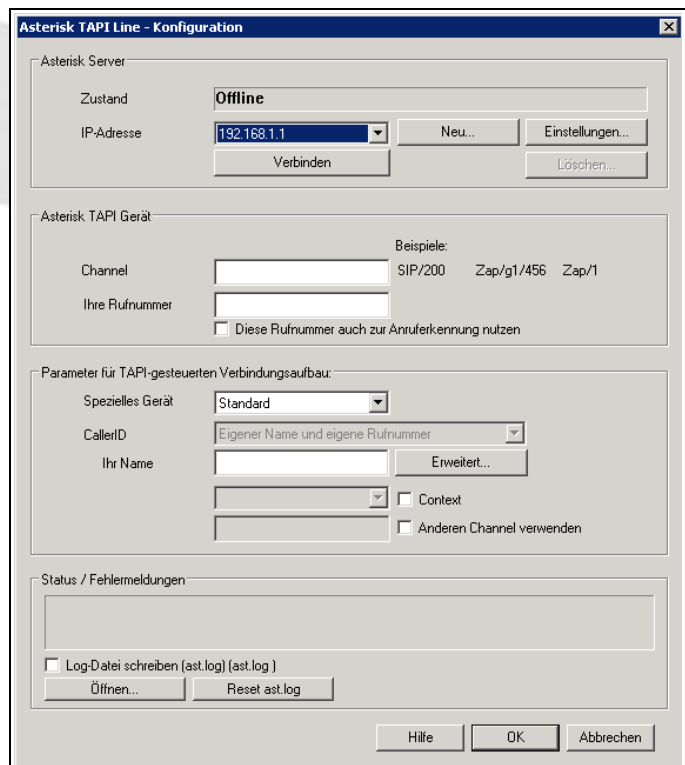 Asterisk TAPI Line - Konfiguration
Asterisk Server
Zustand Offline
IP-Adresse 192.168.1.1 Neu... Einstellungen...
Verbinden Löschen...
Asterisk TAPI Gerät
Beispiele:
Channel SIP/200 Zap/g1/456 Zap/1
Ihre Rufnummer
Diese Rufnummer auch zur Anruferkennung nutzen
Parameter für TAPI-gesteuerten Verbindungsaufbau:
Spezielles Gerät Standard
CallerID Eigener Name und eigene Rufnummer
Ihr Name Erweitert...
Context
Anderen Channel verwenden
Status / Fehlermeldungen
Log-Datei schreiben (ast.log) (ast.log )
Öffnen... Reset ast.log
Hilfe OK Abbrechen